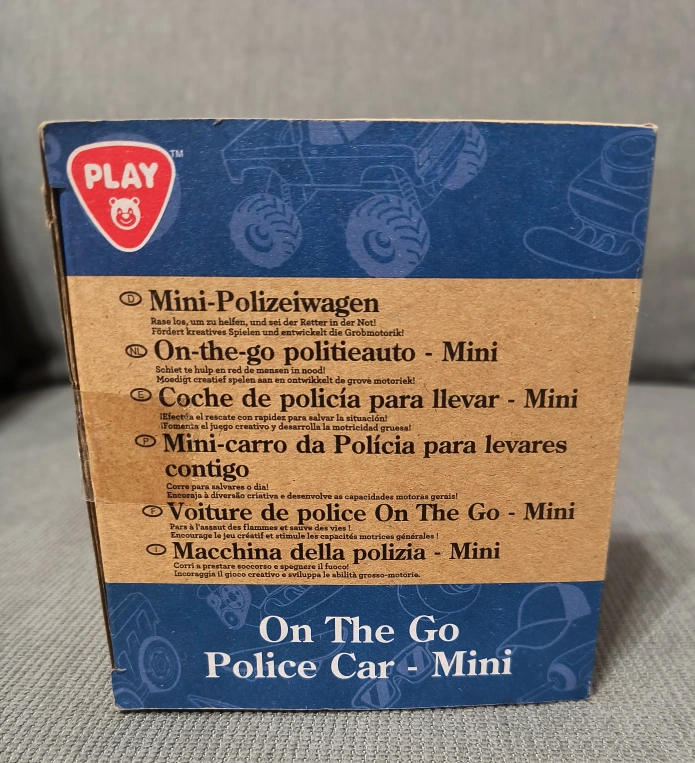 PLAY
TM
D Mini-Polizeiwagen
Rase los, um zu helfen, und sei der Retter in der Not!
Fördert kreatives Spielen und entwickelt die Grobmotorik!
NL On-the-go politieauto - Mini
Schiet te hulp en red de mensen in nood!
Moedigt creatief spelen aan en ontwikkelt de grove motoriek!
E Coche de policía para llevar - Mini
¡Efectúa el rescate con rapidez para salvar la situación!
¡Fomenta el juego creativo y desarrolla la motricidad gruesa!
P Mini-carro da Polícia para levares
contigo
Corre para salvares o dia!
Encoraja à diversão criativa e desenvolve as capacidades motoras gerais!
F Voiture de police On The Go - Mini
Pars à l'assaut des flammes et sauve des vies !
Encourage le jeu créatif et stimule les capacités motrices générales !
I Macchina della polizia - Mini
Corri a prestare soccorso e spegnere il fuoco!
Incoraggia il gioco creativo e sviluppa le abilità grosso-motorie.
On The Go
Police Car - Mini